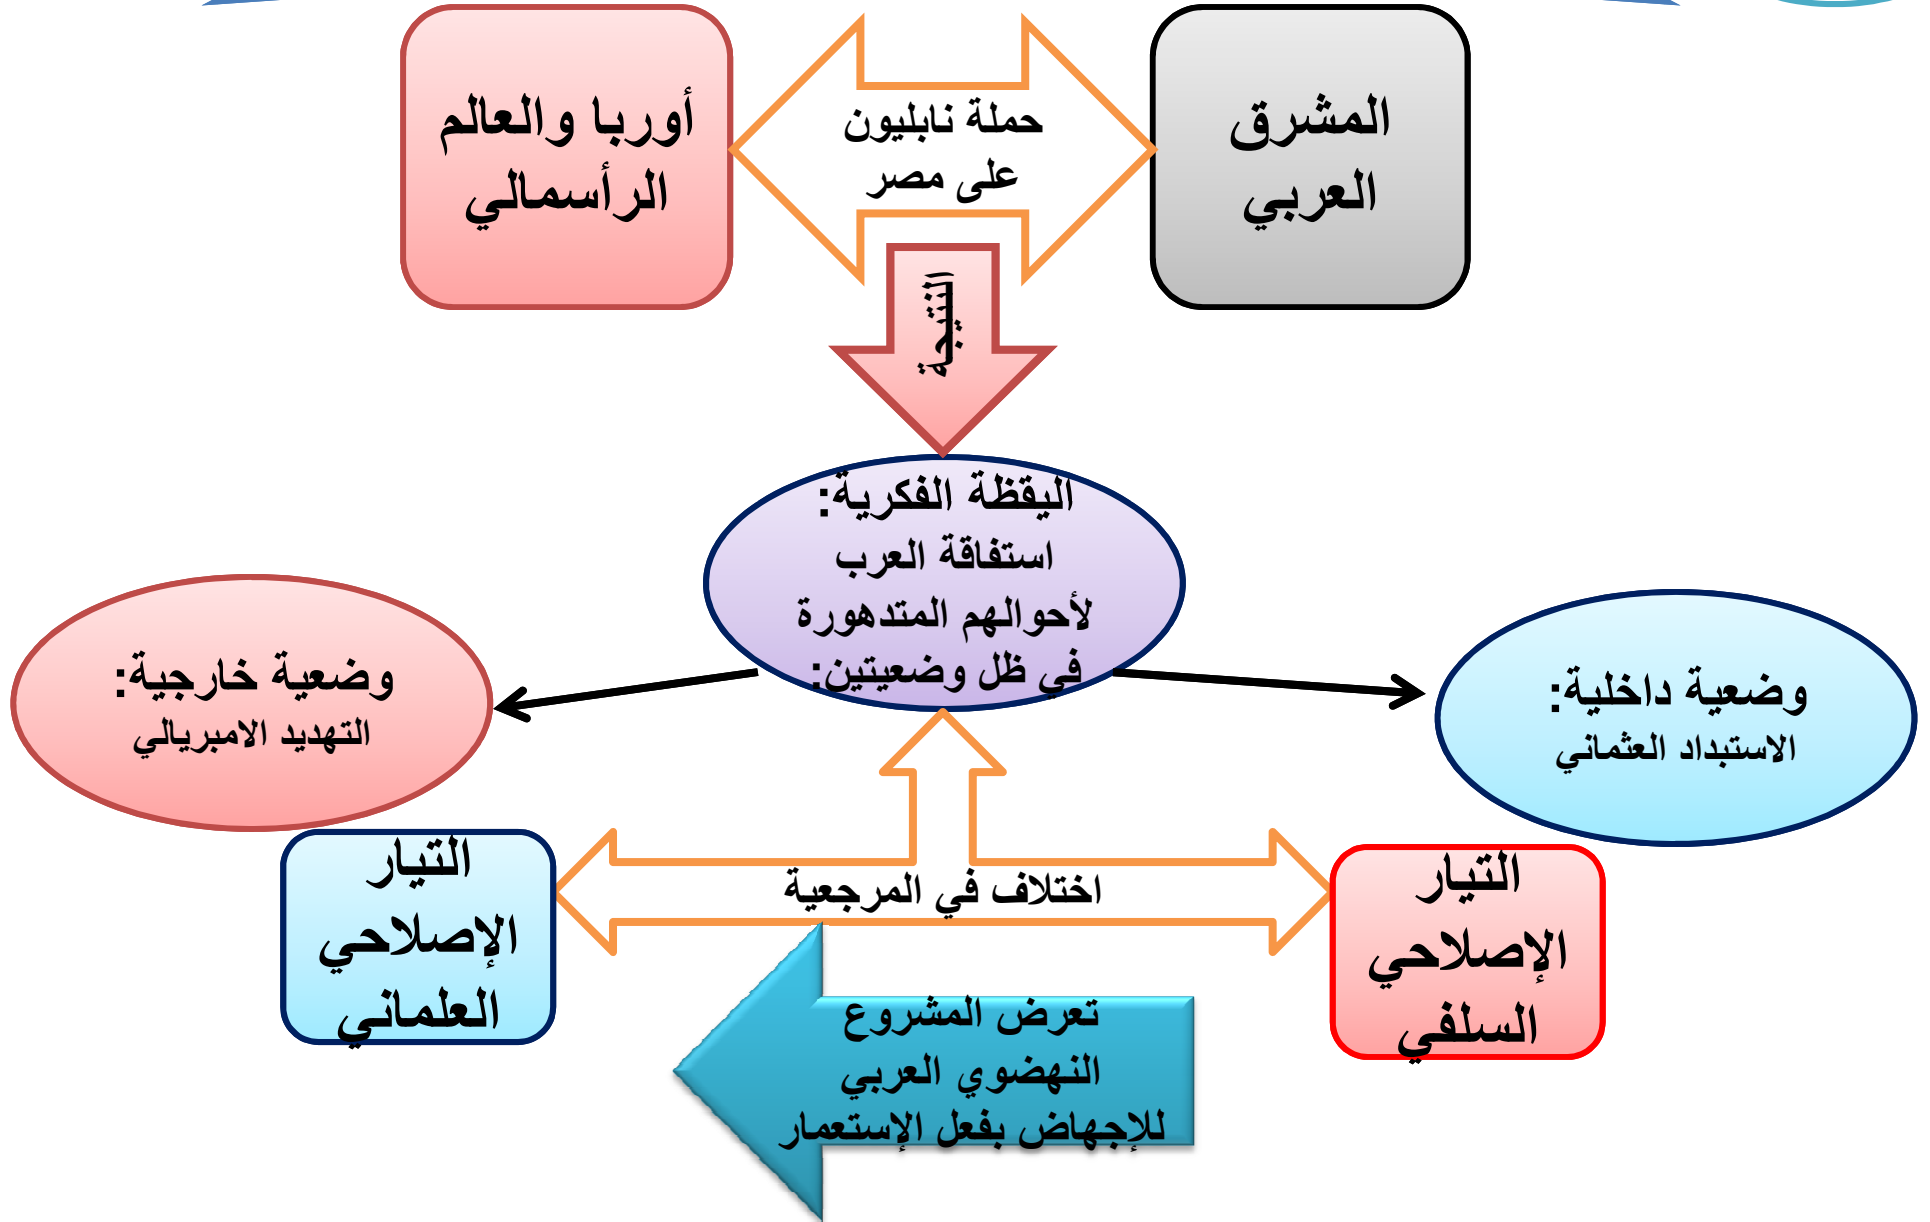 المشرق
العربي
حملة نابليون
على مصر
أوربا والعالم
الرأسمالي
النتيجة
اليقظة الفكرية:
استفاقة العرب
لأحوالهم المتدهورة
في ظل وضعيتين:
وضعية داخلية:
الاستبداد العثماني
وضعية خارجية:
التهديد الامبريالي
التيار
الإصلاحي
السلفي
اختلاف في المرجعية
التيار
الإصلاحي
العلماني
تعرض المشروع
النهضوي العربي
للإجهاض بفعل الإستعمار